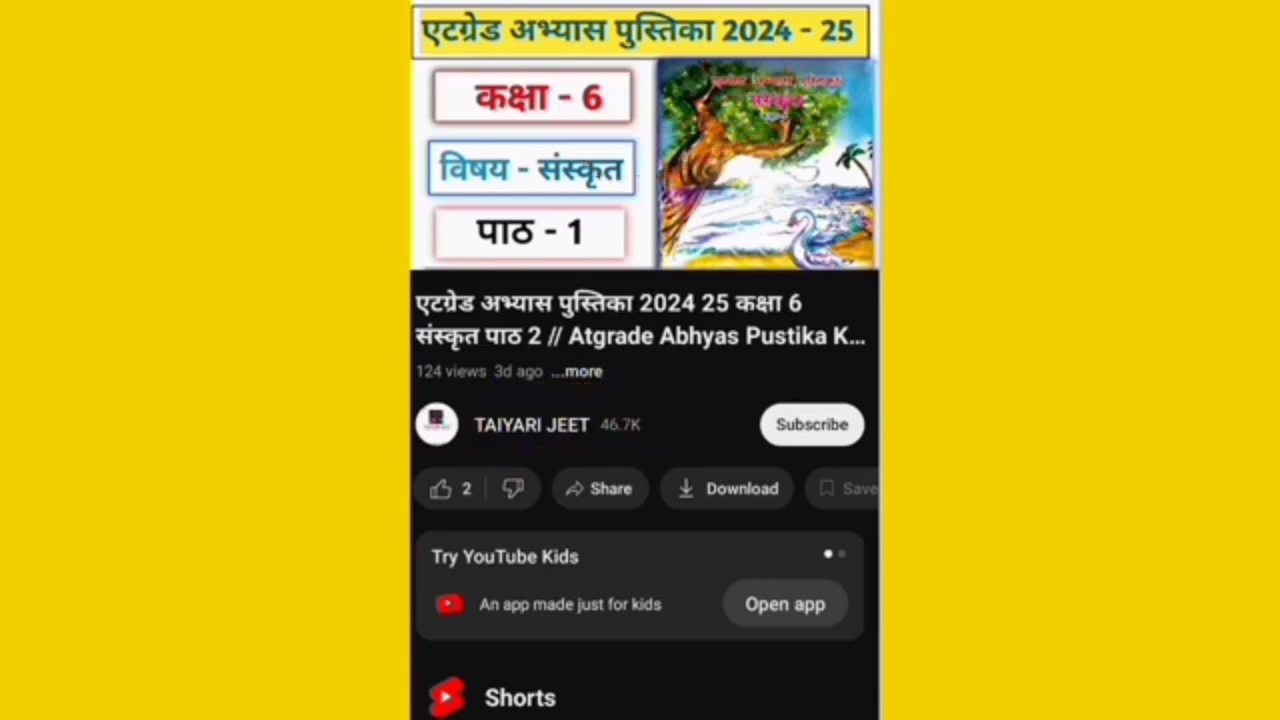 एटग्रेड अभ्यास पुस्तिका 2024 - 25
कक्षा - 6
विषय - संस्कृत
पाठ - 1
एटग्रेड अभ्यास पुस्तिका 2024 25 कक्षा 6
संस्कृत पाठ 2 // Atgrade Abhyas Pustika K...
124 views 3d ago ...more
TAIYARI JEET 46.7K
Subscribe
2
Share
Download
Save
Try YouTube Kids
An app made just for kids
Open app
Shorts